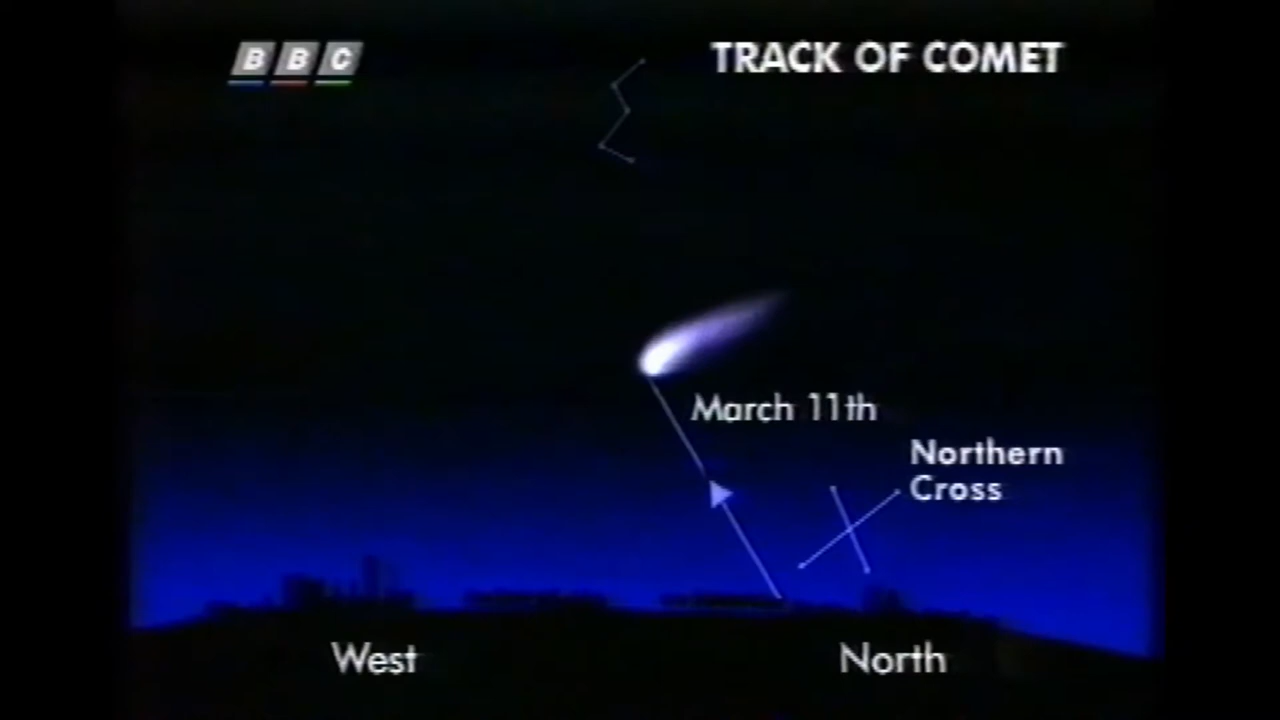 BBC
TRACK OF COMET
March 11th
Northern
Cross
West
North